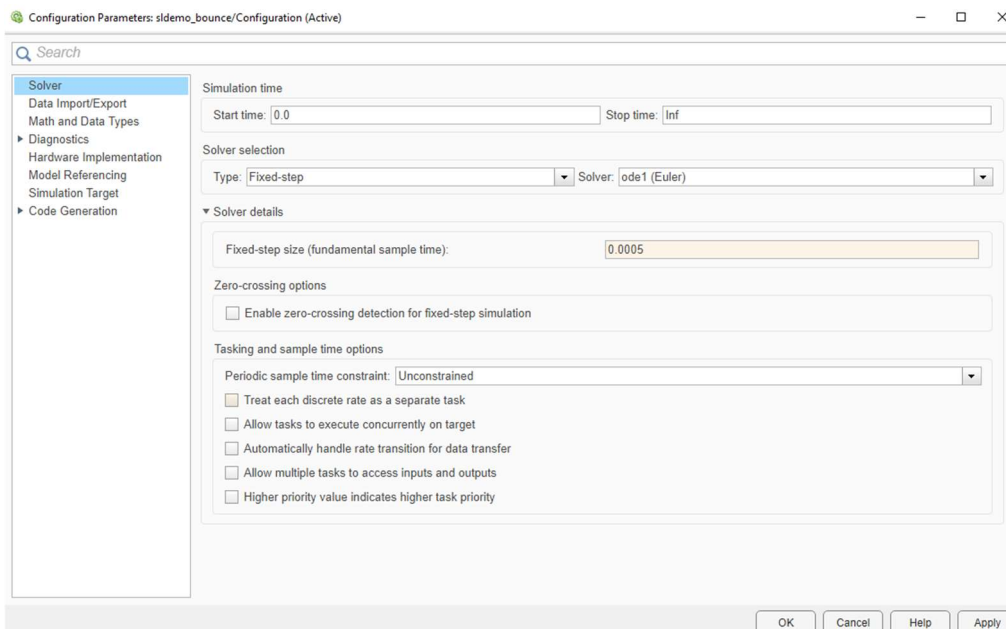 Configuration Parameters: sldemo_bounce/Configuration (Active)
Search
Solver
Data Import/Export
Math and Data Types
Diagnostics
Hardware Implementation
Model Referencing
Simulation Target
Code Generation
Simulation time
Start time: 0.0 Stop time: Inf
Solver selection
Type: Fixed-step Solver: ode1 (Euler)
Solver details
Fixed-step size (fundamental sample time): 0.0005
Zero-crossing options
Enable zero-crossing detection for fixed-step simulation
Tasking and sample time options
Periodic sample time constraint: Unconstrained
Treat each discrete rate as a separate task
Allow tasks to execute concurrently on target
Automatically handle rate transition for data transfer
Allow multiple tasks to access inputs and outputs
Higher priority value indicates higher task priority
OK Cancel Help Apply